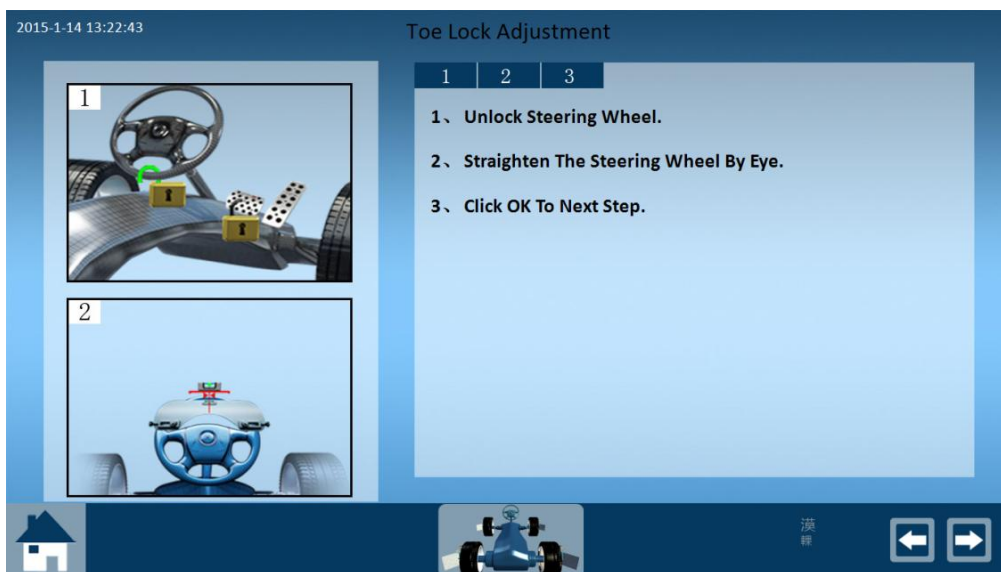 2015-1-14 13:22:43
Toe Lock Adjustment
1
2
1 2 3
1、 Unlock Steering Wheel.
2、 Straighten The Steering Wheel By Eye.
3、 Click OK To Next Step.